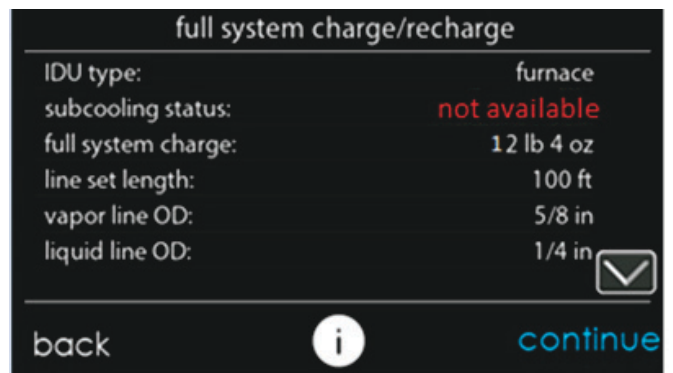 full system charge/recharge
IDU type: furnace
subcooling status: not available
full system charge: 12 lb 4 oz
line set length: 100 ft
vapor line OD: 5/8 in
liquid line OD: 1/4 in
back i continue